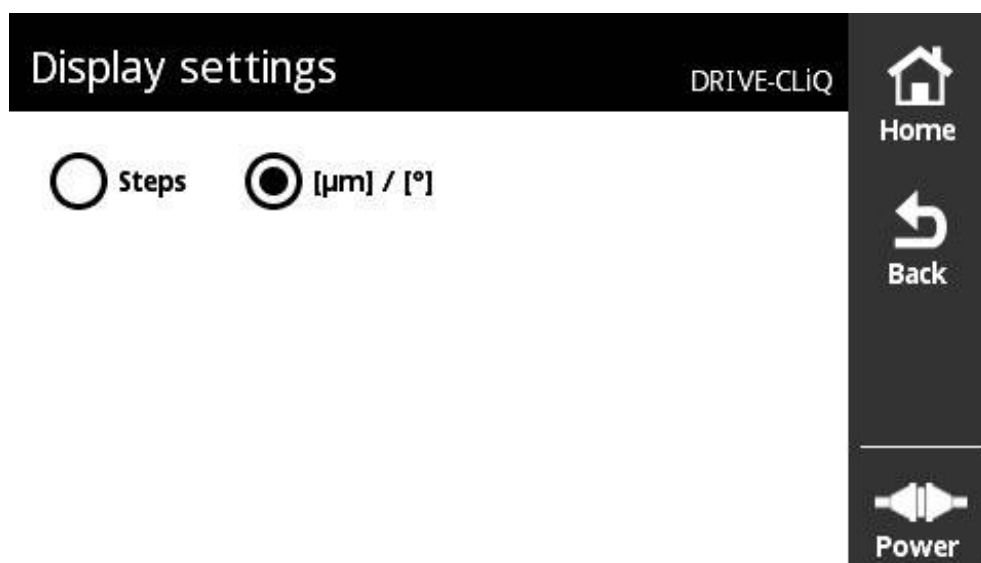 Display settings
DRIVE-CLiQ
Home
Steps
[µm] / [°]
Back
Power